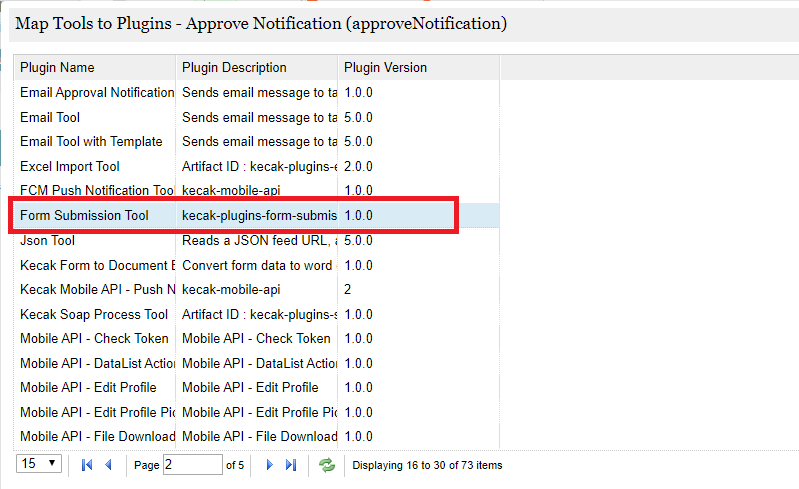 Map Tools to Plugins - Approve Notification (approveNotification)
Plugin Name Plugin Description Plugin Version
Email Approval Notification Sends email message to ta 1.0.0
Email Tool Sends email message to ta 5.0.0
Email Tool with Template Sends email message to ta 5.0.0
Excel Import Tool Artifact ID : kecak-plugins-e 2.0.0
FCM Push Notification Tool kecak-mobile-api 1.0.0
Form Submission Tool kecak-plugins-form-submis 1.0.0
Json Tool Reads a JSON feed URL, a 5.0.0
Kecak Form to Document E Convert form data to word 1.0.0
Kecak Mobile API - Push N kecak-mobile-api 2
Kecak Soap Process Tool Artifact ID : kecak-plugins-s 1.0.0
Mobile API - Check Token Mobile API - Check Token 1.0.0
Mobile API - DataList Action Mobile API - DataList Action 1.0.0
Mobile API - Edit Profile Mobile API - Edit Profile 1.0.0
Mobile API - Edit Profile Pic Mobile API - Edit Profile Pic 1.0.0
Mobile API - File Download Mobile API - File Download 1.0.0
15 Page 2 of 5 Displaying 16 to 30 of 73 items